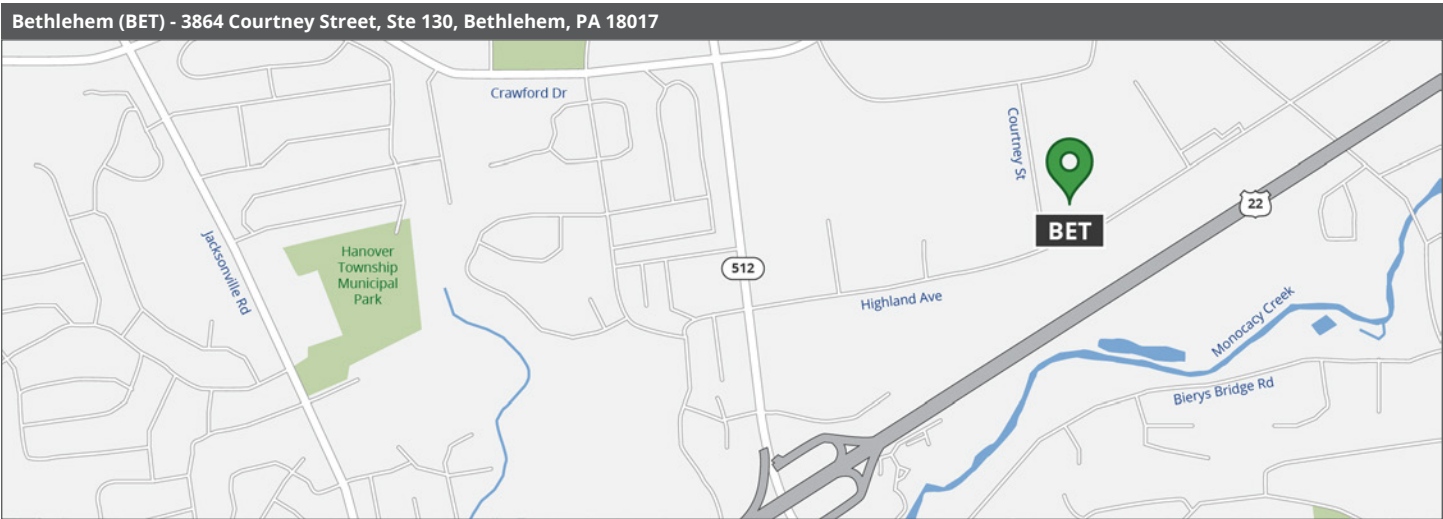 Bethlehem (BET) - 3864 Courtney Street, Ste 130, Bethlehem, PA 18017
Crawford Dr
Courtney St
22
BET
Jacksonville Rd
Hanover
Township
Municipal
Park
512
Highland Ave
Monocacy Creek
Bierys Bridge Rd